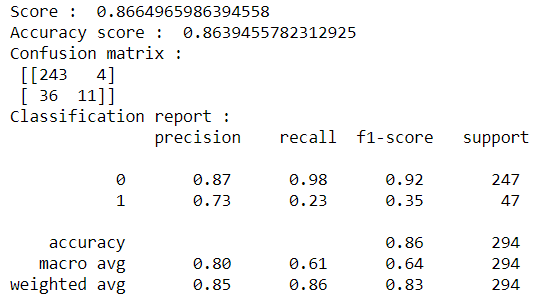 Score :  0.8664965986394558
Accuracy score :  0.8639455782312925
Confusion matrix :
 [[243   4]
 [ 36  11]]
Classification report :
              precision    recall  f1-score   support

           0       0.87      0.98      0.92       247
           1       0.73      0.23      0.35        47

    accuracy                           0.86       294
   macro avg       0.80      0.61      0.64       294
weighted avg       0.85      0.86      0.83       294